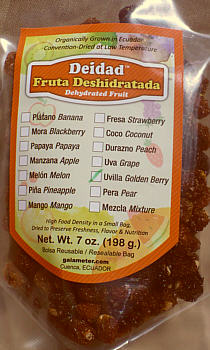 Organically Grown in Ecuador
Convention-Dried at Low Temperature
Deidad™
Fruta Deshidratada
Dehydrated Fruit
Plátano Banana
Fresa Strawberry
Mora Blackberry
Coco Coconut
Papaya Papaya
Durazno Peach
Manzana Apple
Uva Grape
Melón Melon
Uvilla Golden Berry
Piña Pineapple
Pera Pear
Mango Mango
Mezcla Mixture
High Food Density in a Small Bag,
Dried to Preserve Freshness, Flavor & Nutrition
Net. Wt. 7 oz. (198 g.)
Bolsa Reusable / Resealable Bag
gaiameter.com
Cuenca, ECUADOR